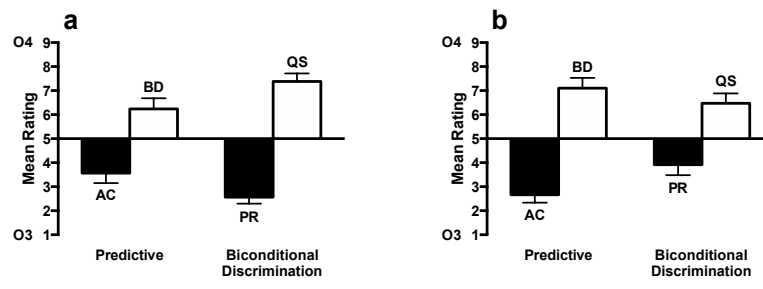 a
O4 9
8
7
6
5
4
3
2
O3 1
Mean Rating
BD
AC
QS
PR
Predictive
Biconditional
Discrimination
b
O4 9
8
7
6
5
4
3
2
O3 1
Mean Rating
BD
AC
QS
PR
Predictive
Biconditional
Discrimination